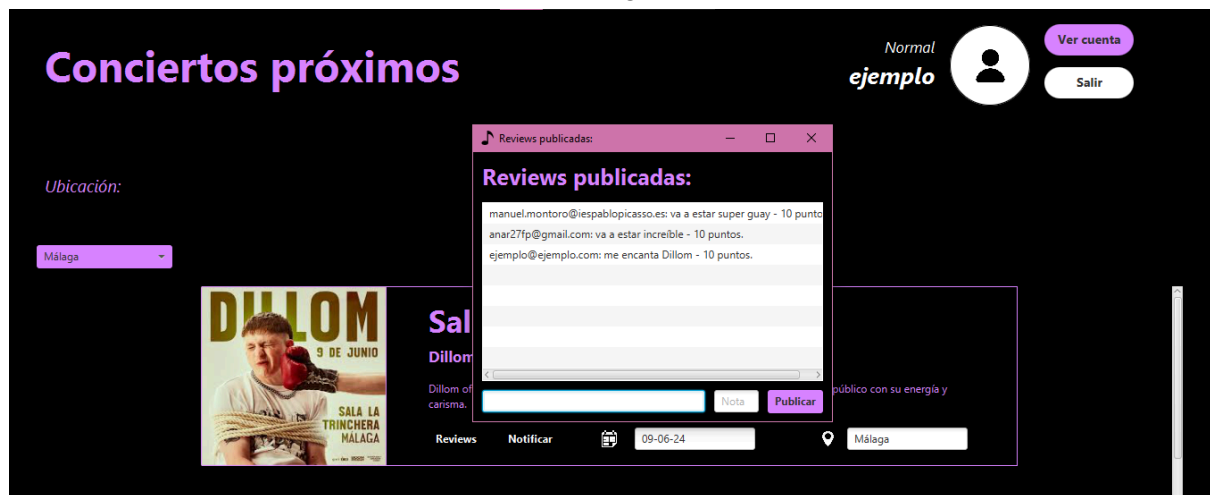 Conciertos próximos
Normal
ejemplo
Ver cuenta
Salir
Ubicación:
Málaga
Reviews publicadas:
Reviews publicadas:
manuel.montoro@iespablopicasso.es: va a estar super guay - 10 punto
anar27fp@gmail.com: va a estar increíble - 10 puntos.
ejemplo@ejemplo.com: me encanta Dillom - 10 puntos.
Nota
Publicar
DILLOM
9 DE JUNIO
SALA LA
TRINCHERA
MÁLAGA
Sal
Dillom
Dillom of
público con su energía y
carisma.
Reviews
Notificar
09-06-24
Málaga